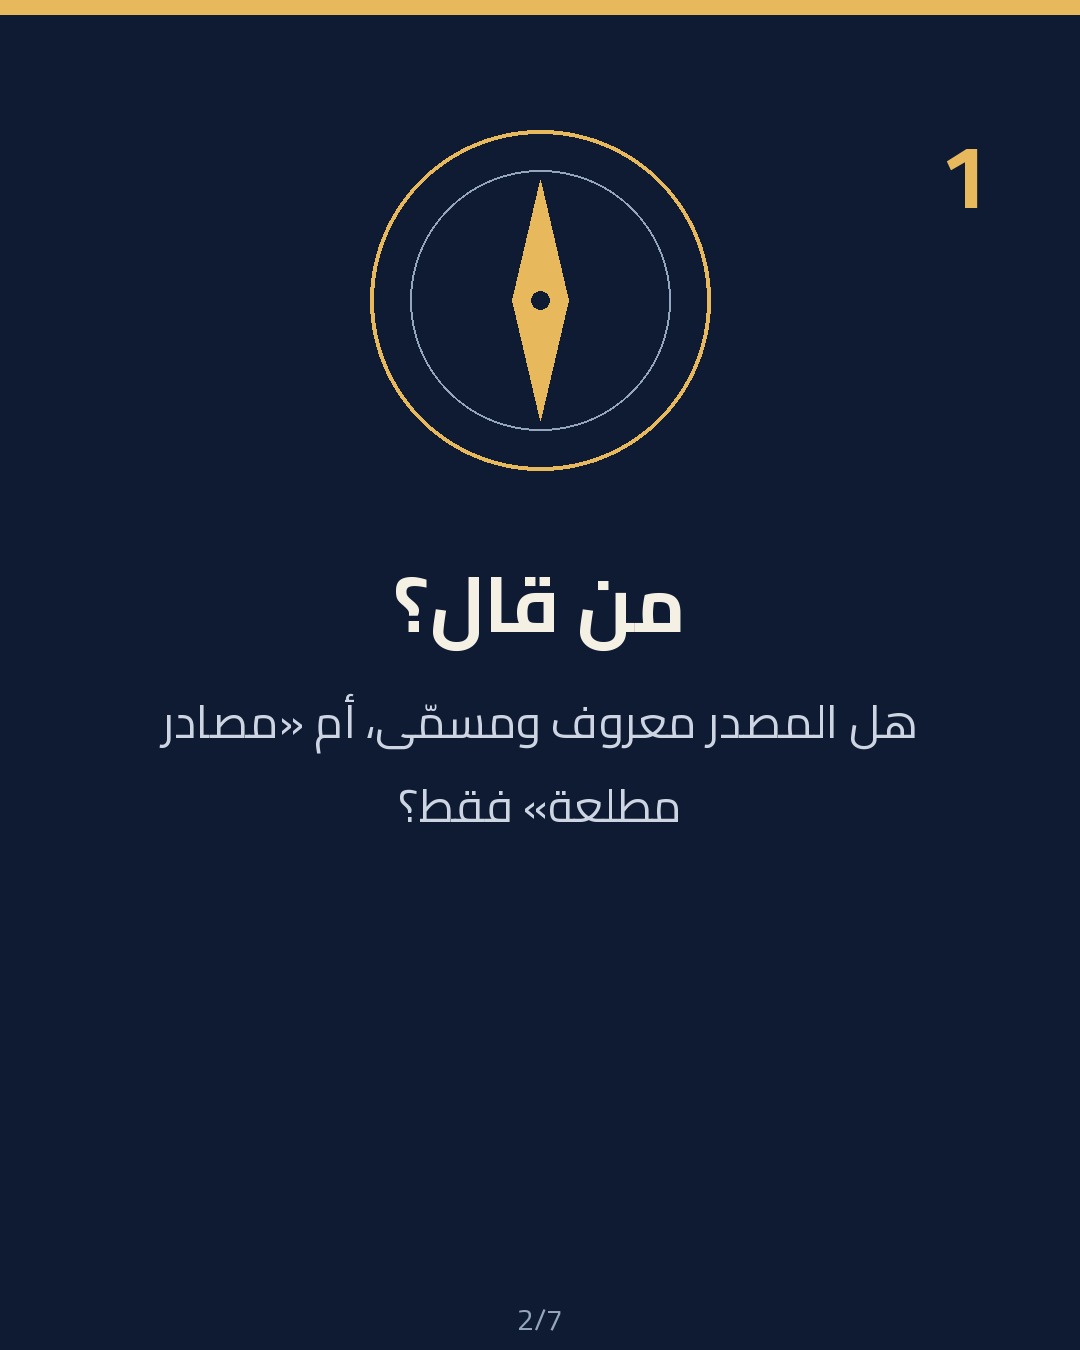 1
من قال؟
هل المصدر معروف ومسمّى، أم «مصادر
مطلعة» فقط؟
2/7